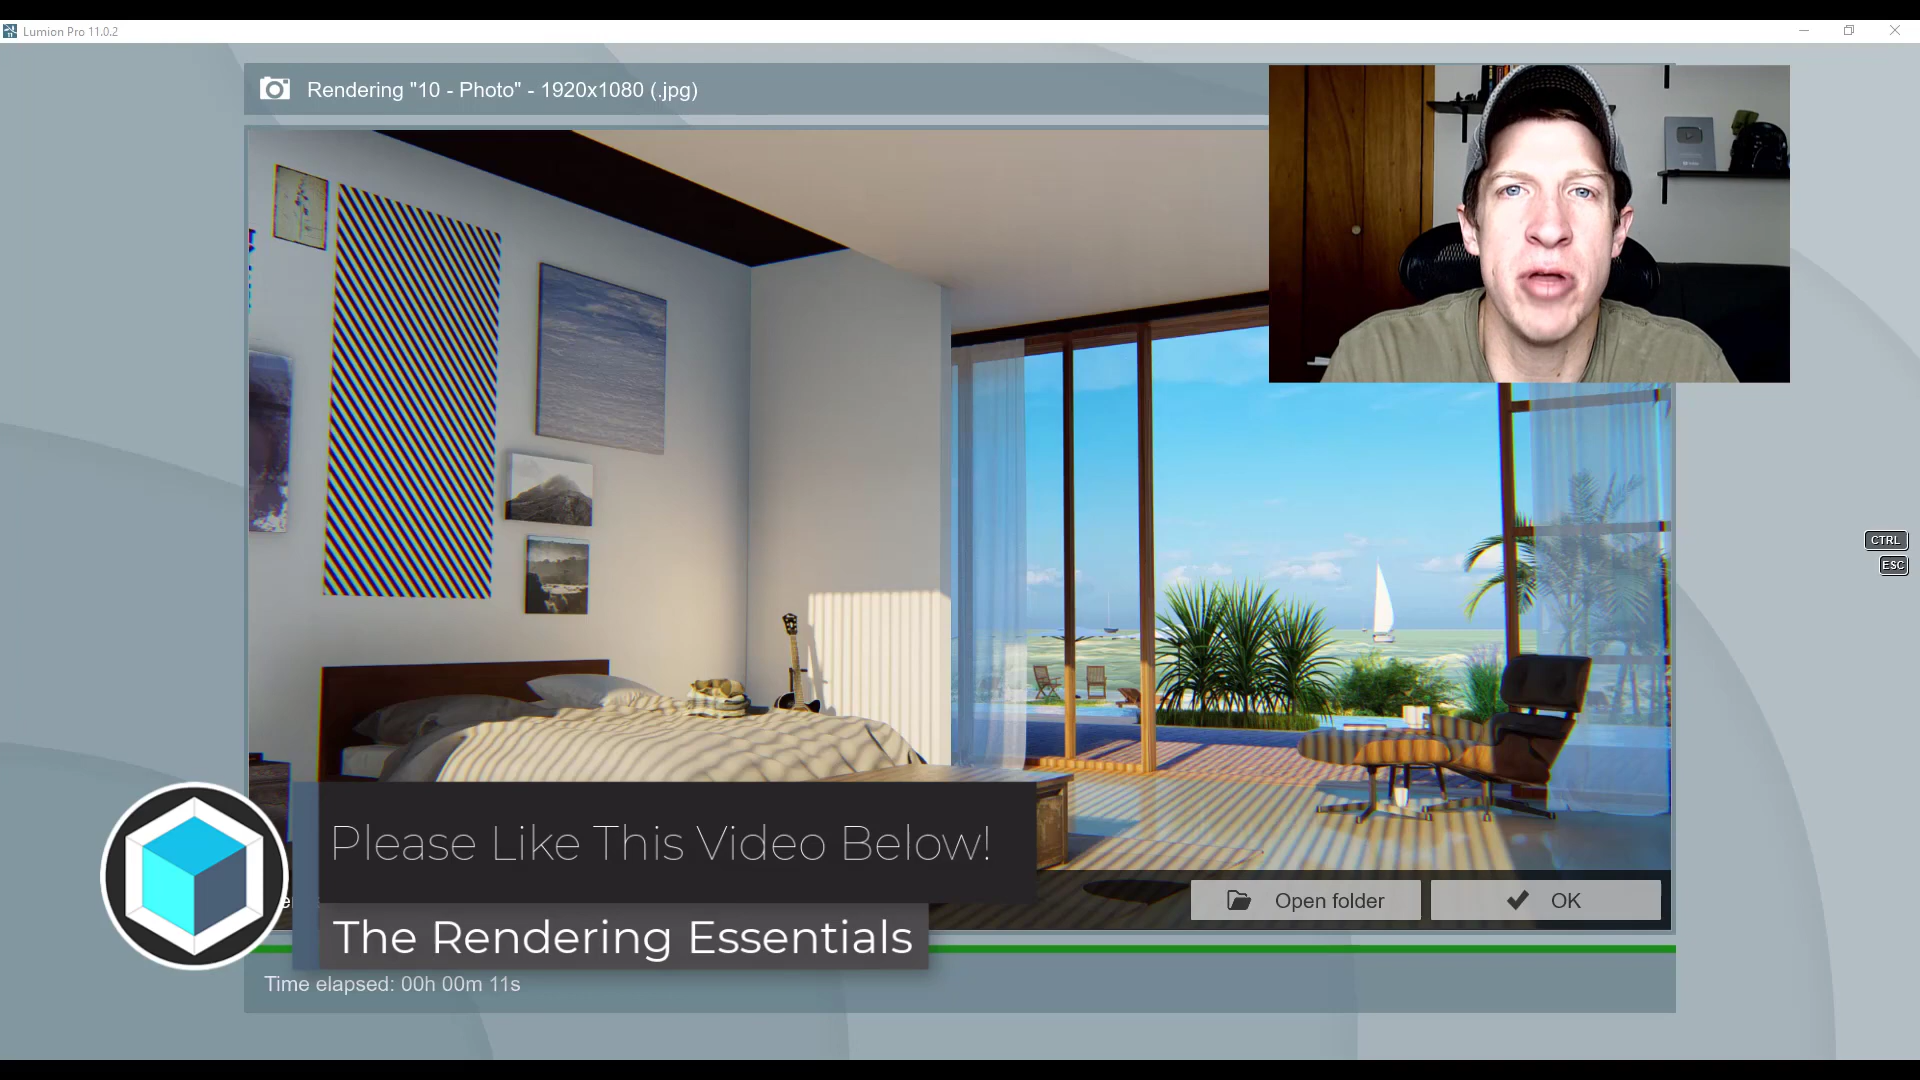 Lumion Pro 11.0.2
Rendering "10 - Photo" - 1920x1080 (.jpg)
CTRL
ESC
Please Like This Video Below!
Open folder
OK
The Rendering Essentials
Time elapsed: 00h 00m 11s